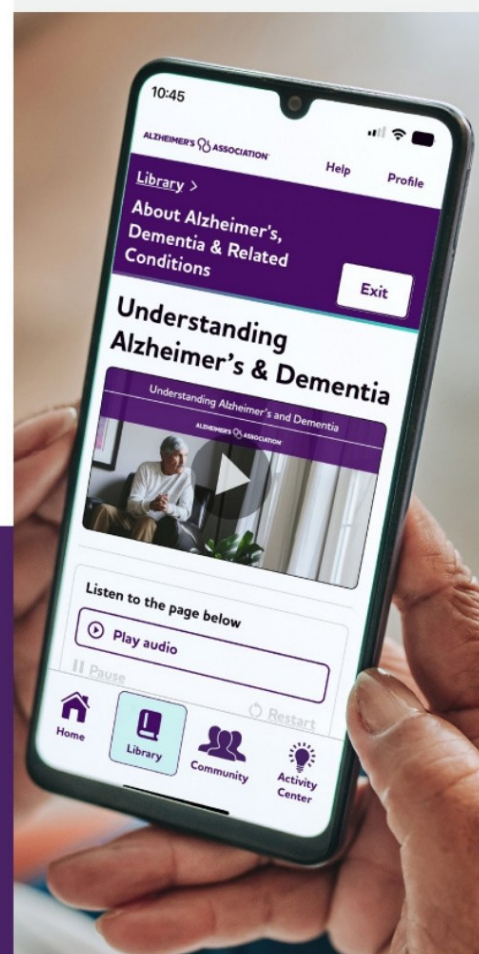 10:45
ALZHEIMER'S ASSOCIATION
Help
Profile
Library >
About Alzheimer's,
Dementia & Related
Conditions
Exit
Understanding
Alzheimer's & Dementia
Understanding Alzheimer's and Dementia
ALZHEIMER'S ASSOCIATION
Listen to the page below
Play audio
Pause
Restart
Home
Library
Community
Activity
Center